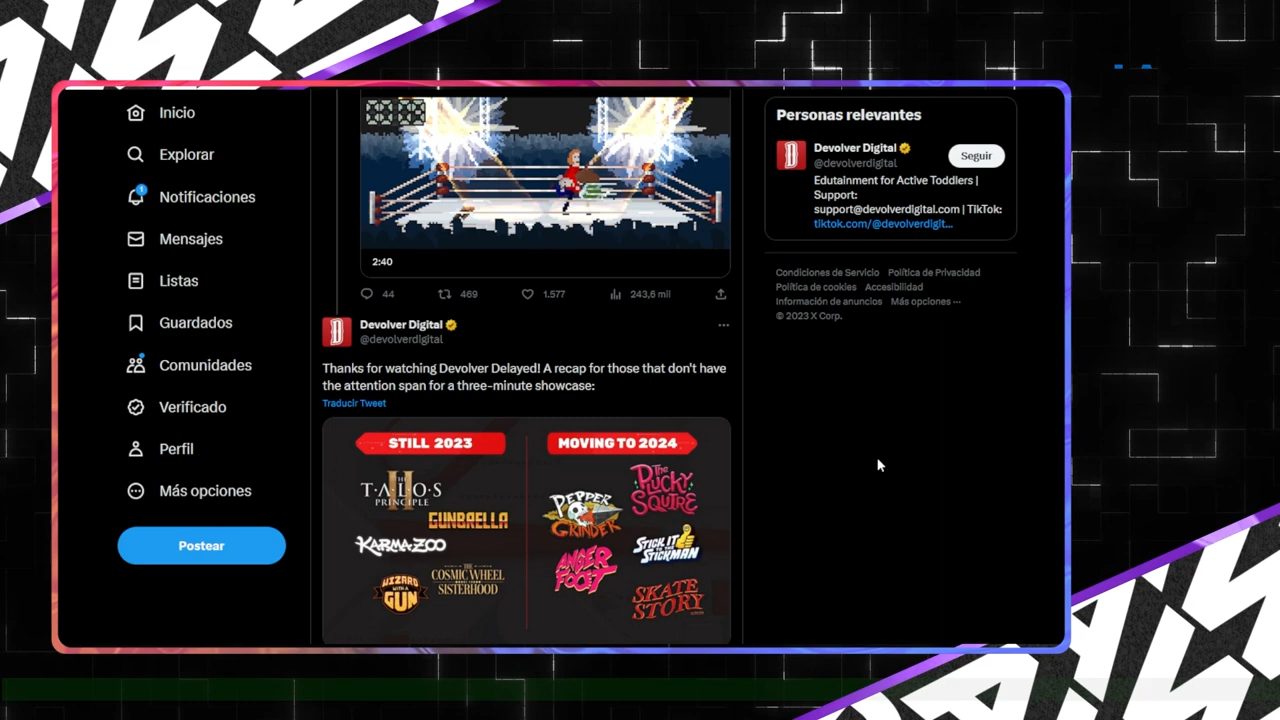 Inicio
Explorar
1
Notificaciones
Mensajes
Listas
Guardados
Comunidades
Verificado
Perfil
Más opciones
Postear
2:40
44 469 1.577 243,6 mil
Devolver Digital
@devolverdigital
Thanks for watching Devolver Delayed! A recap for those that don't have
the attention span for a three-minute showcase:
Traducir Tweet
STILL 2023
THE
TALOS
II
PRINCIPLE
GUNBRELLA
KARMAZOO
WIZARD
WITH A
GUN
THE
COSMIC WHEEL
SISTERHOOD
MOVING TO 2024
The
PLUCKY
SQUIRE
PEPPER
GRINDER
STICK IT
TO THE
STICKMAN
ANGER
FOOT
SKATE
STORY
Personas relevantes
Devolver Digital
@devolverdigital
Seguir
Edutainment for Active Toddlers |
Support:
support@devolverdigital.com | TikTok:
tiktok.com/@devolverdigit...
Condiciones de Servicio Política de Privacidad
Política de cookies Accesibilidad
Información de anuncios Más opciones ···
© 2023 X Corp.